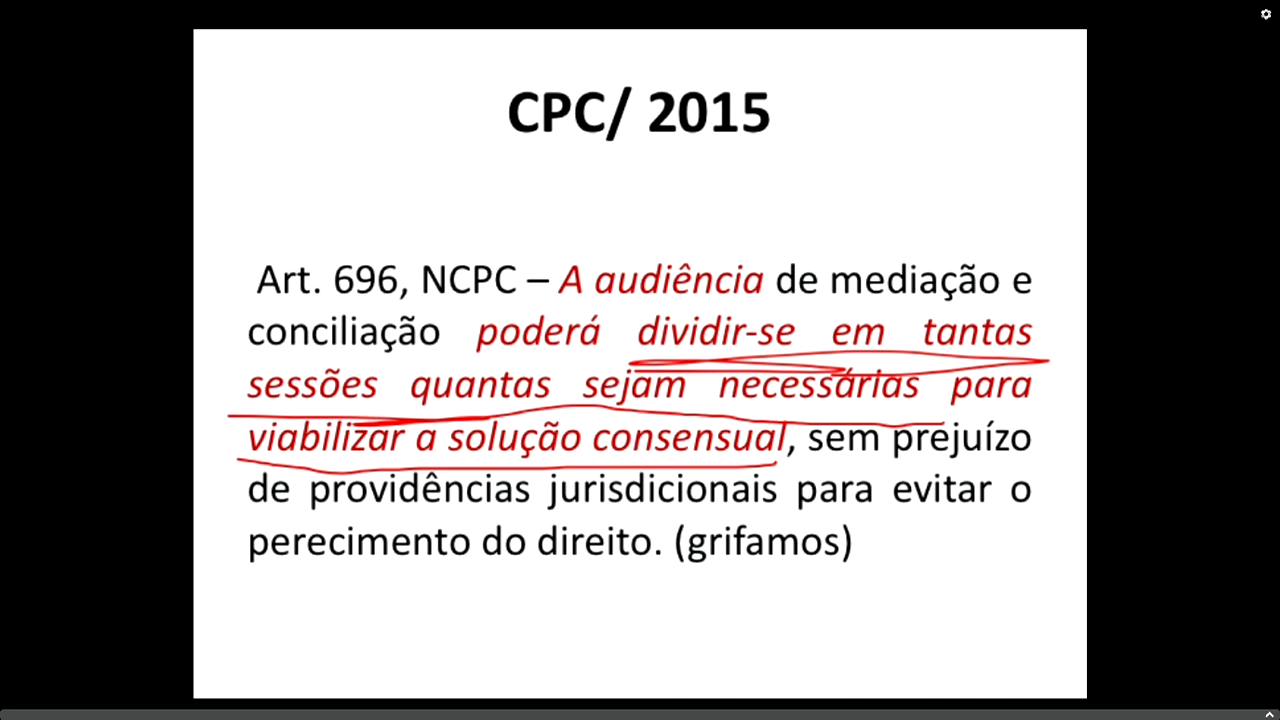 CPC/ 2015
Art. 696, NCPC – A audiência de mediação e
conciliação poderá dividir-se em tantas
sessões quantas sejam necessárias para
viabilizar a solução consensual, sem prejuízo
de providências jurisdicionais para evitar o
perecimento do direito. (grifamos)